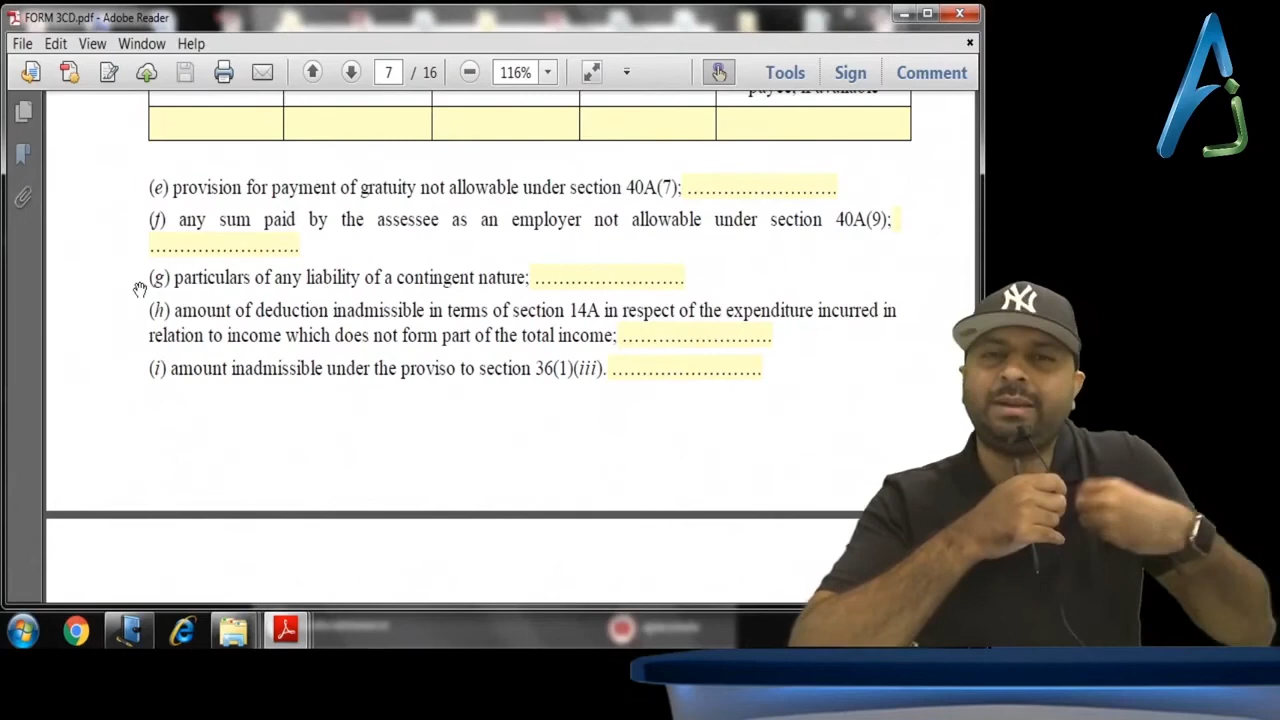 FORM 3CD.pdf - Adobe Reader
File Edit View Window Help
7 / 16 116% Tools Sign Comment
payee, if available
(e) provision for payment of gratuity not allowable under section 40A(7); ……………………
(f) any sum paid by the assessee as an employer not allowable under section 40A(9);
……………………
(g) particulars of any liability of a contingent nature; ……………………
(h) amount of deduction inadmissible in terms of section 14A in respect of the expenditure incurred in
relation to income which does not form part of the total income; ……………………
(i) amount inadmissible under the proviso to section 36(1)(iii). ……………………
NY
AJ